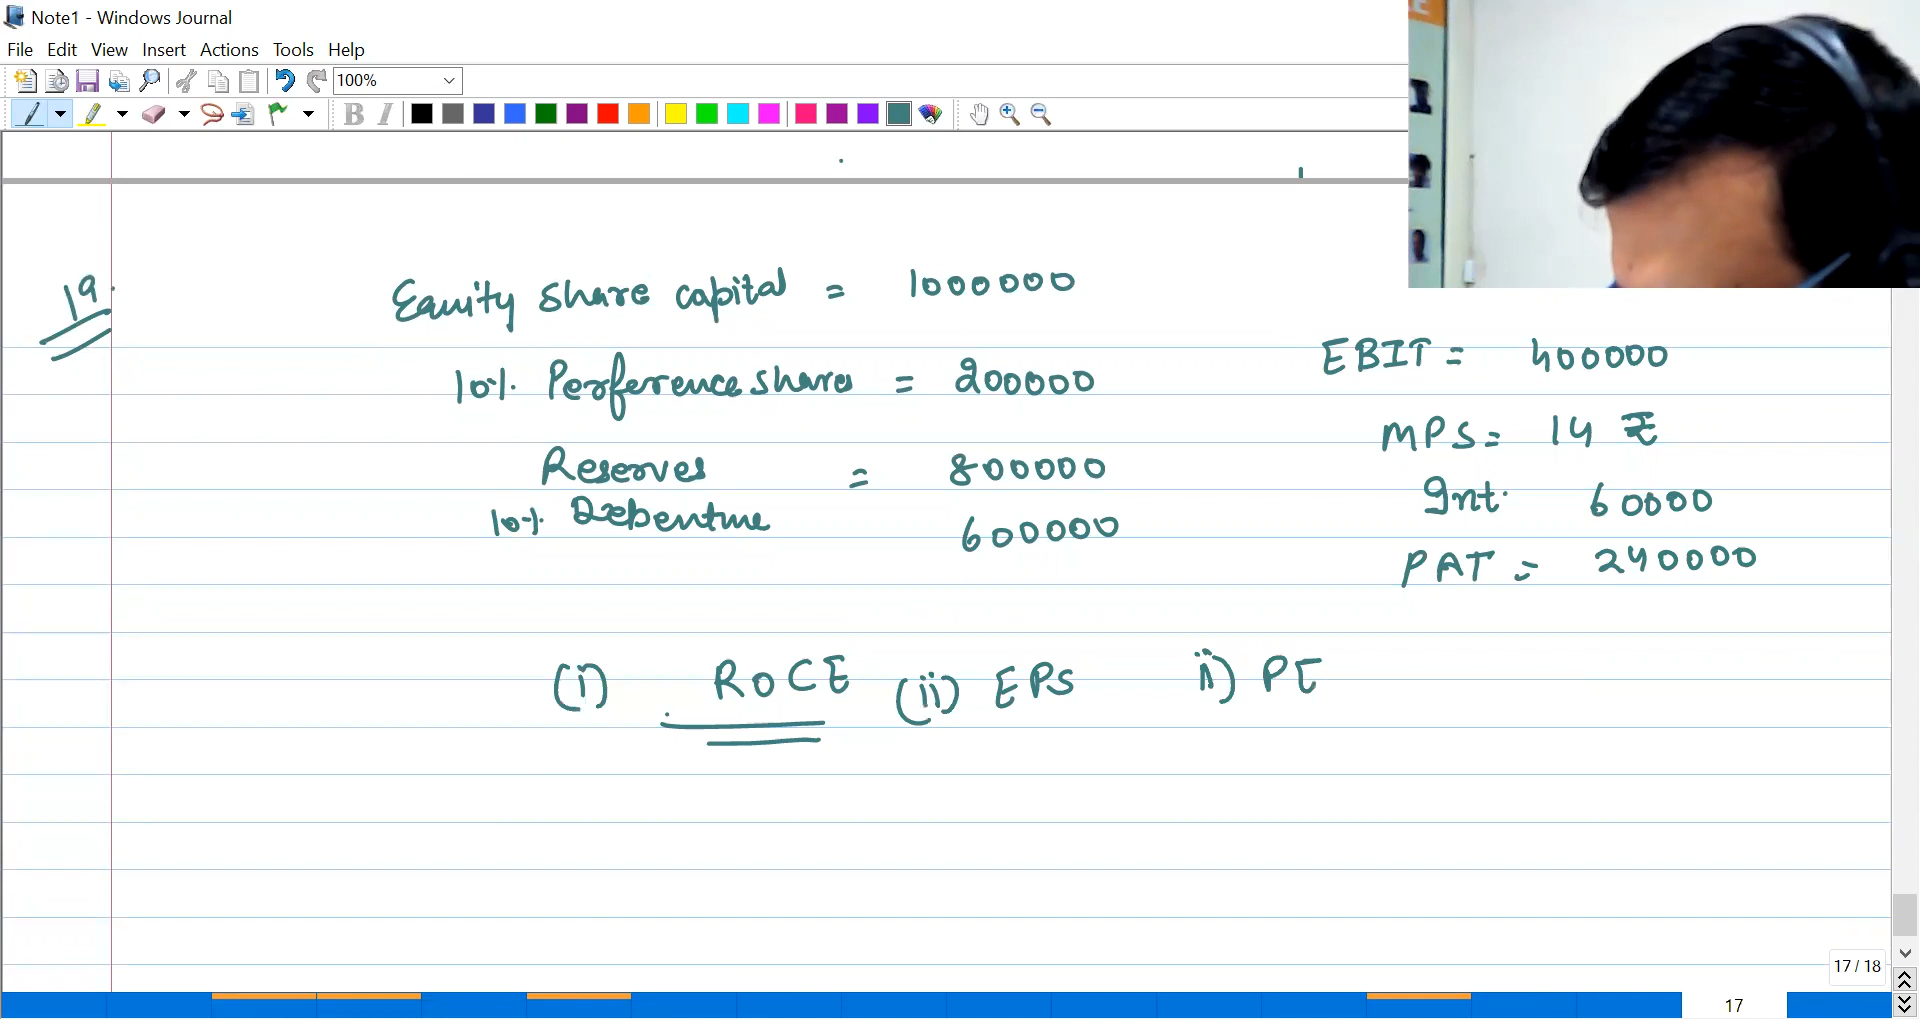 Note1 - Windows Journal
File Edit View Insert Actions Tools Help
100%
B I
19
Equity share capital = 1000000
10% Perference share = 200000
Reserves = 800000
10% Debenture 600000
EBIT = 400000
MPS = 14 ₹
Int. 60000
PAT = 240000
(i) ROCE (ii) EPS ii) PE
17 / 18
17